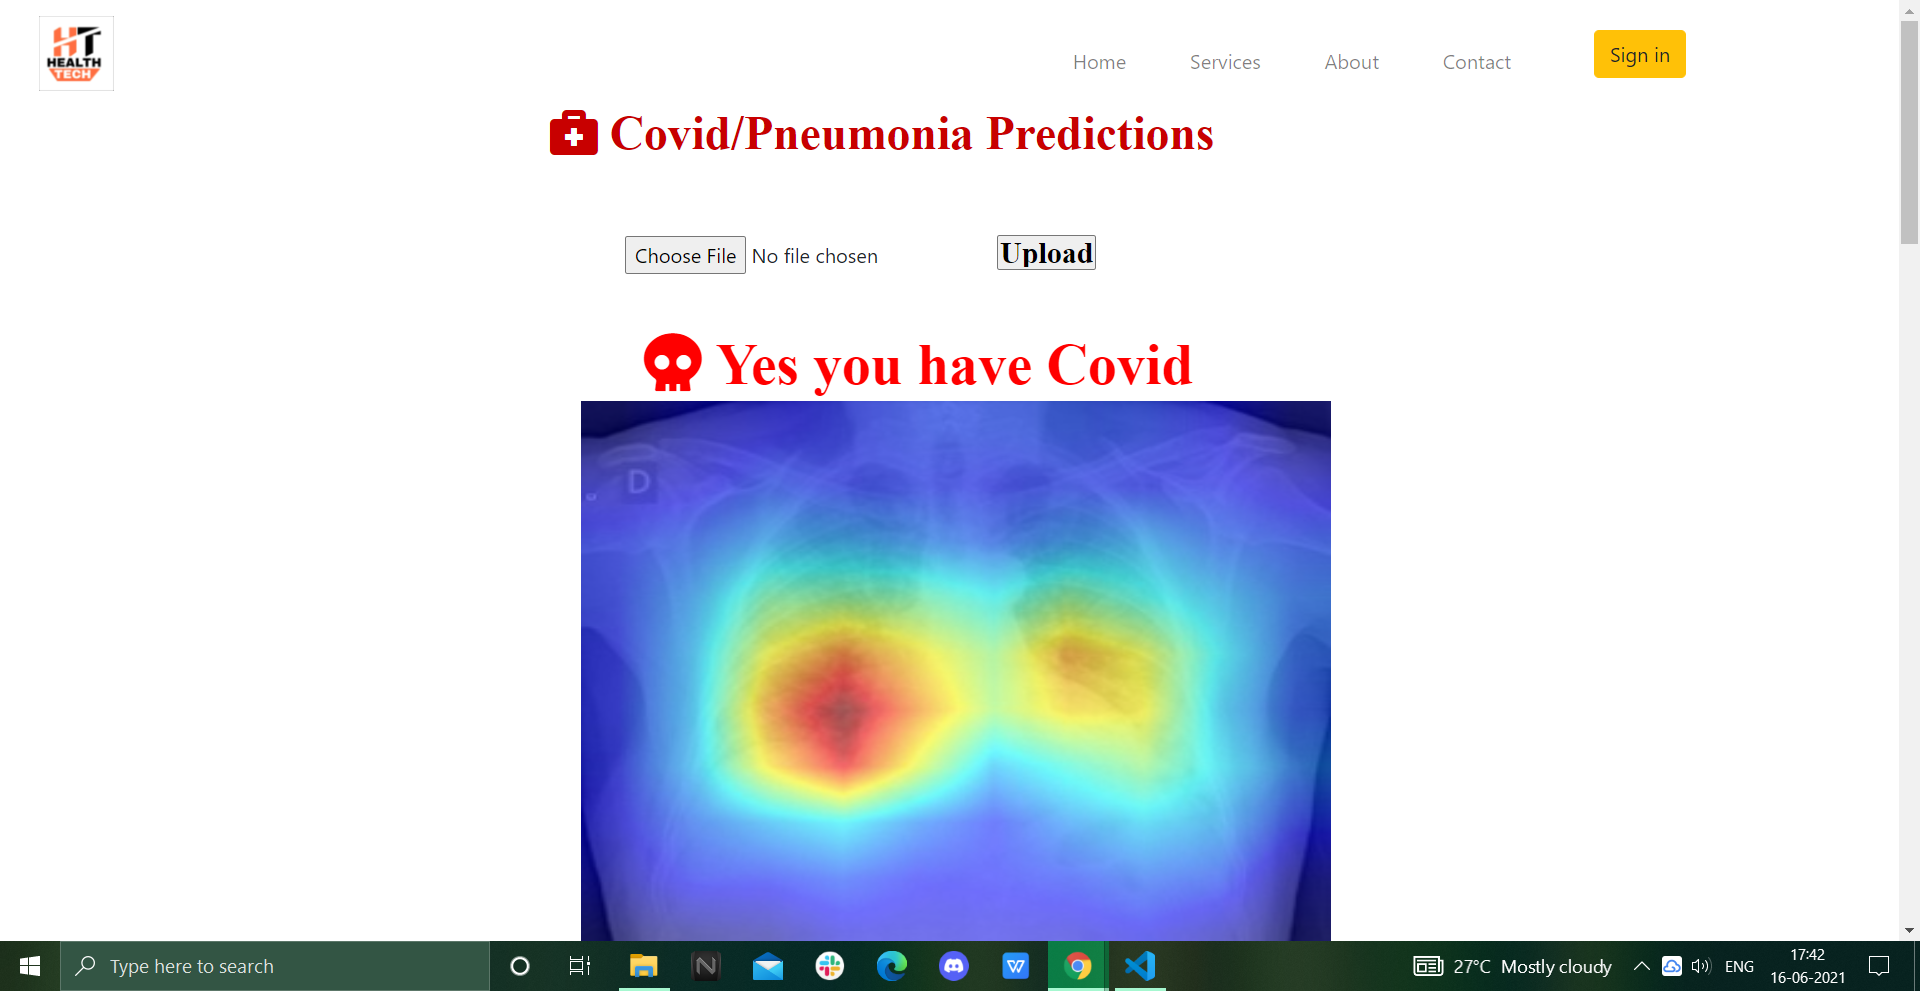 HT
HEALTH
TECH
Home Services About Contact Sign in
Covid/Pneumonia Predictions
Choose File No file chosen Upload
Yes you have Covid
D
Type here to search
N
W
27°C Mostly cloudy
ENG
17:42
16-06-2021